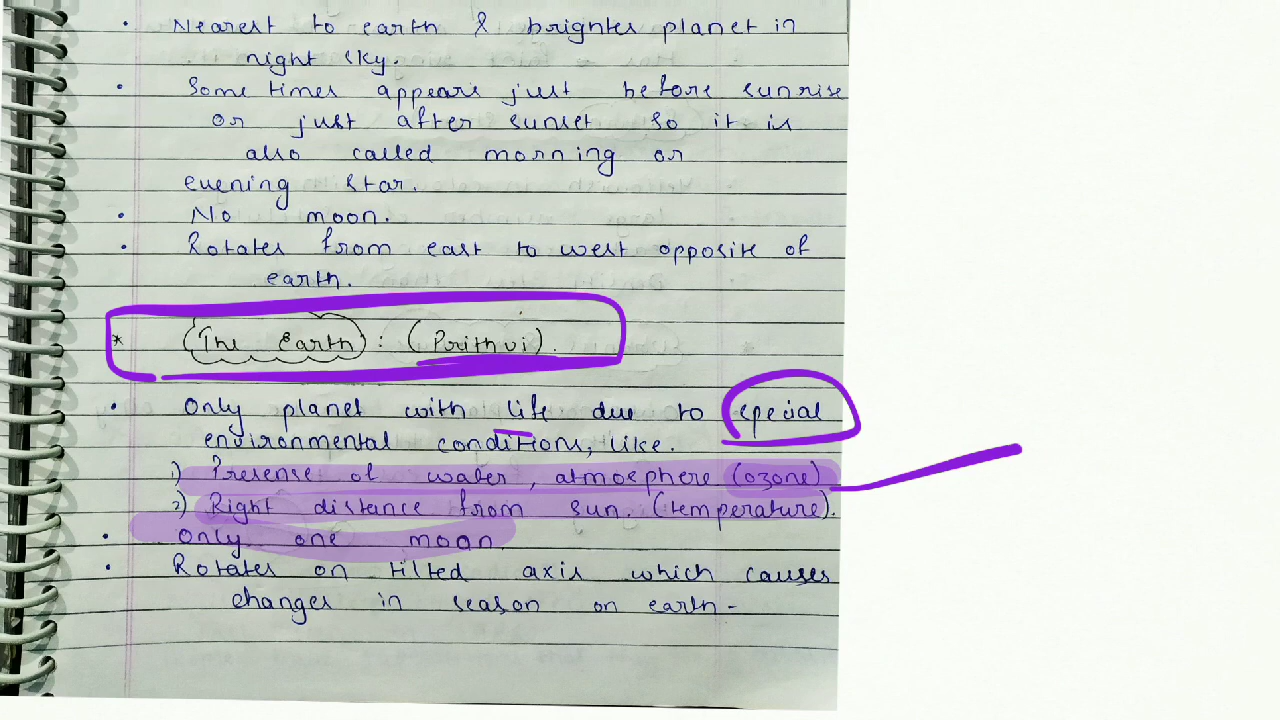 • Nearest to earth & brightes planet in
night sky.
• Some times appears just before sunrise
or just after sunset so it is
also called morning or
evening star.
• No moon.
• Rotates from east to west opposite of
earth.
* (The Earth): (Prithvi).
• Only planet with life due to special
environmental conditions, like.
1) Presense of water, atmosphere (ozone)
2) Right distance from sun. (temperature).
• Only one moon.
• Rotates on tilted axis which causes
changes in season on earth-